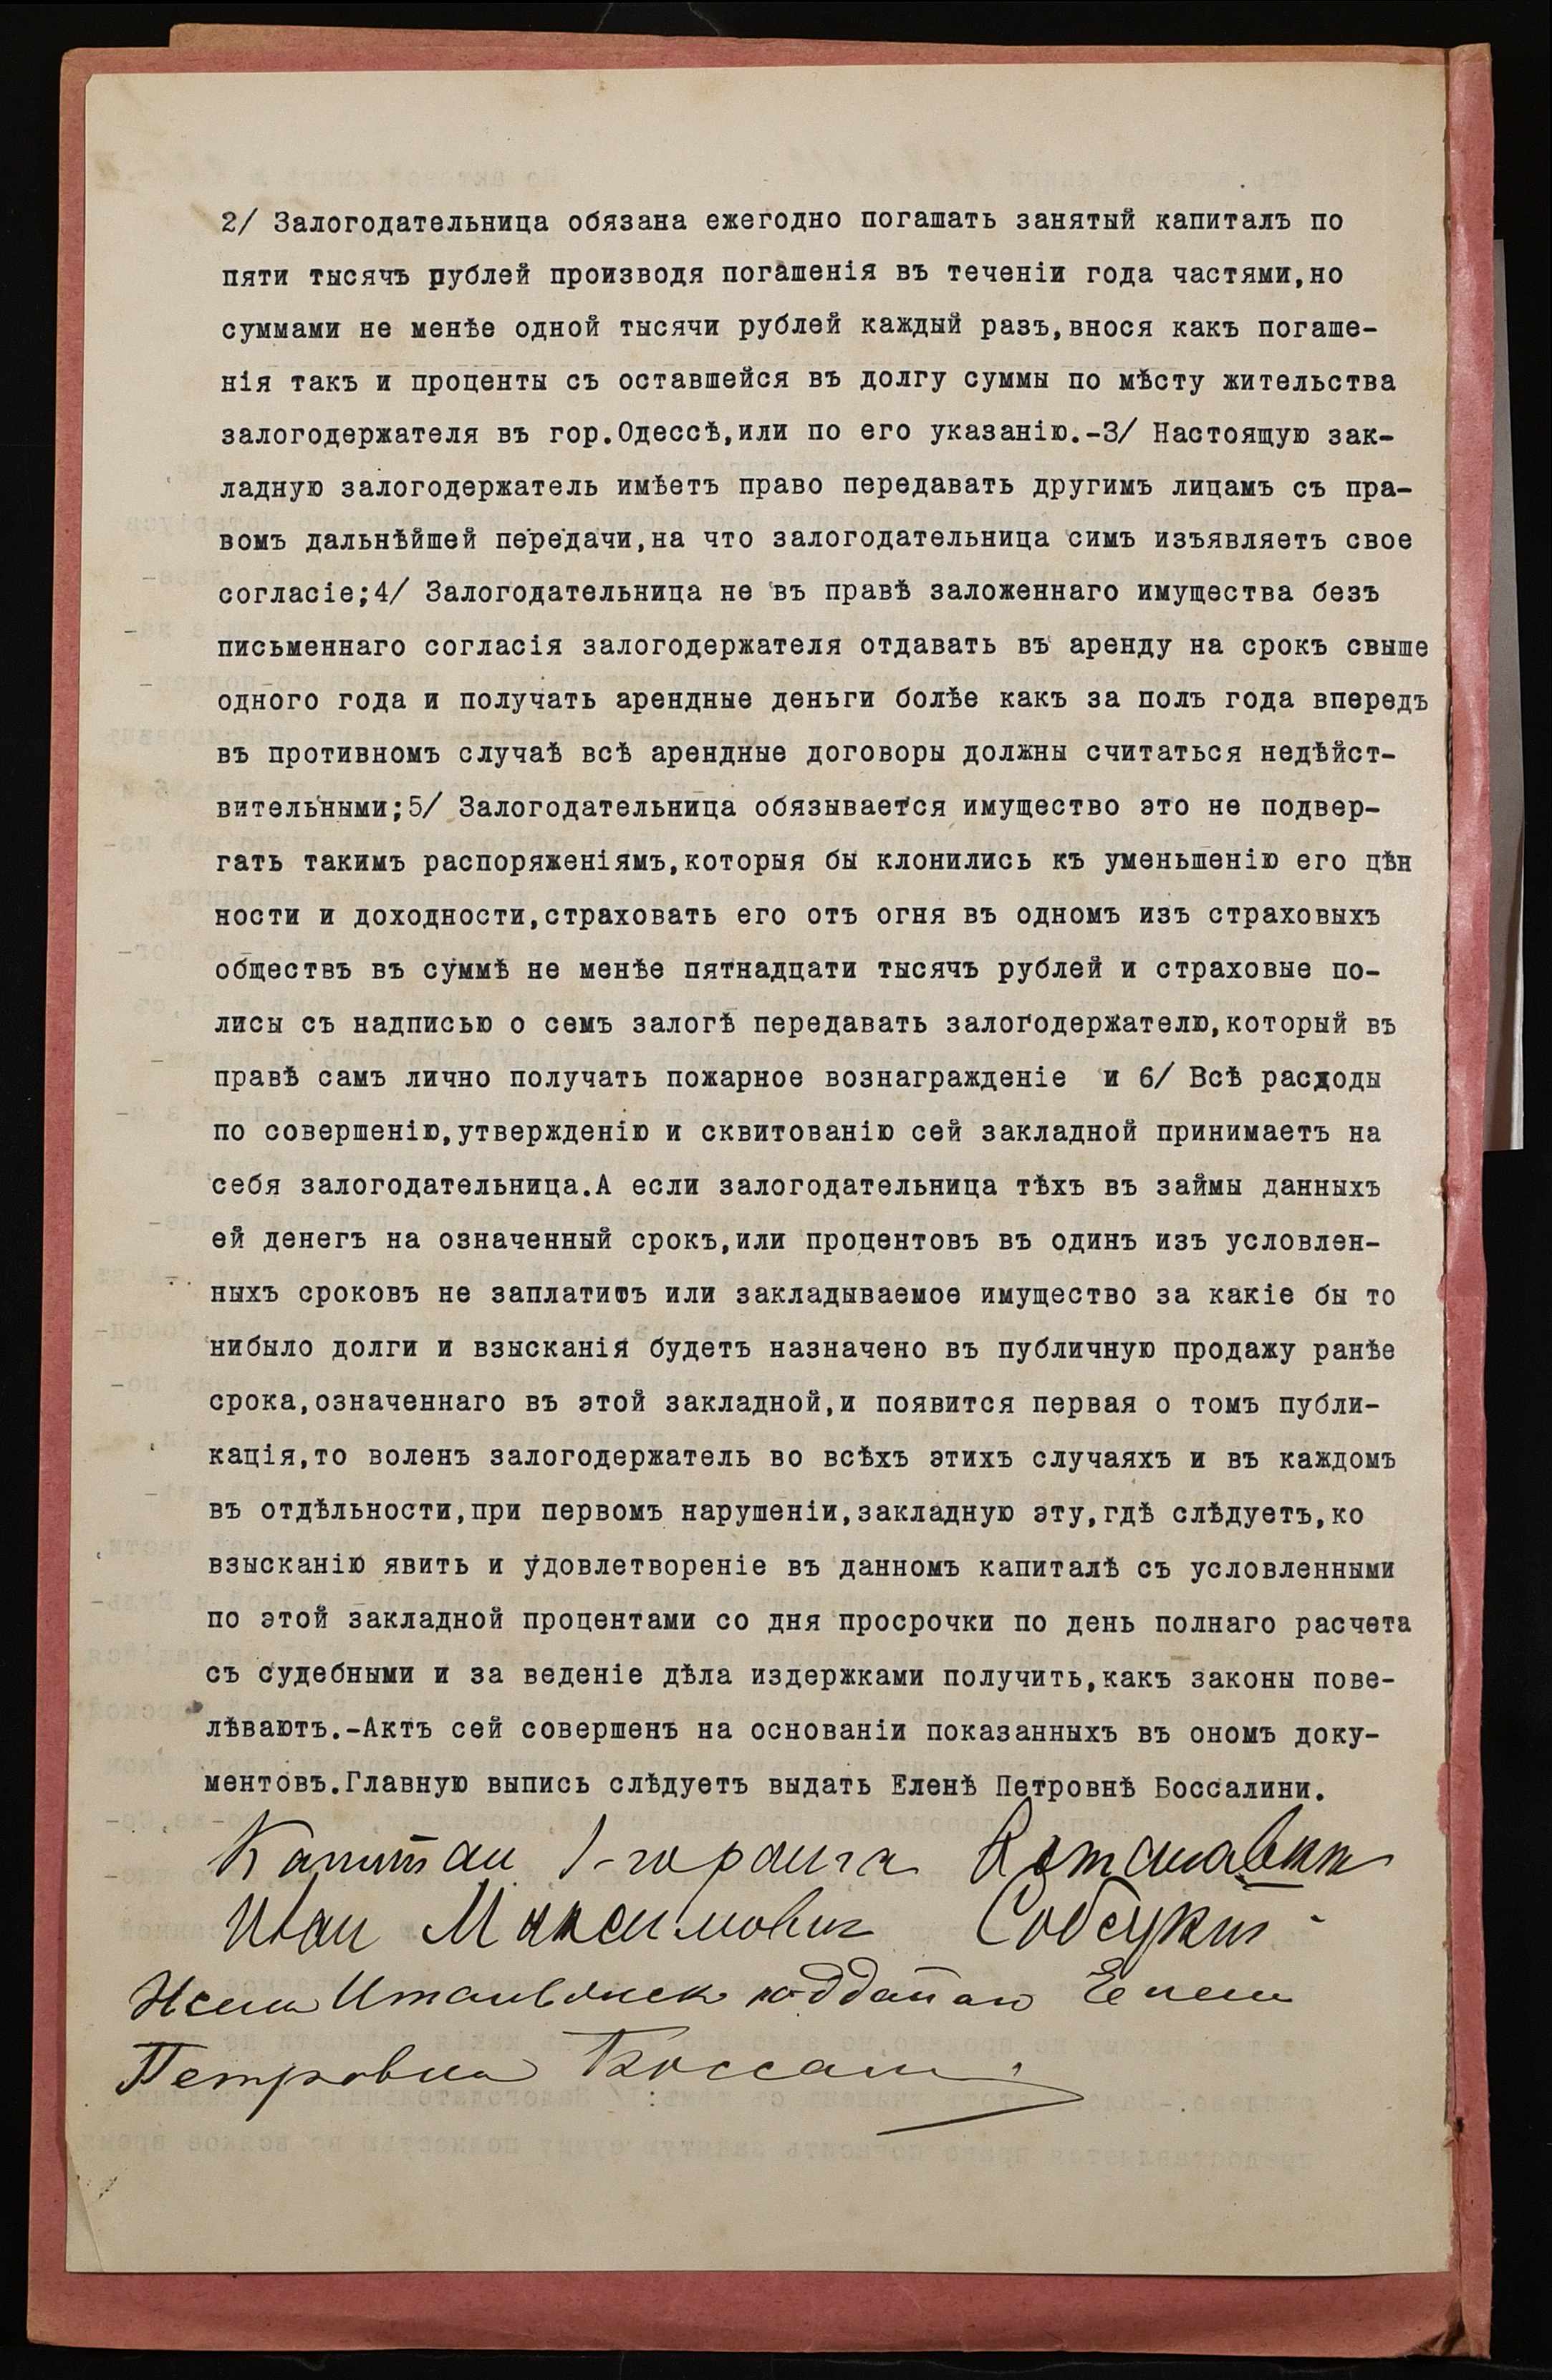 2/ Залогодательница обязана ежегодно погашать занятый капиталъ по
пяти тысячъ рублей производя погашенія въ теченіи года частями,но
суммами не менѣе одной тысячи рублей каждый разъ,внося какъ погаше-
нія такъ и проценты съ оставшейся въ долгу суммы по мѣсту жительства
залогодержателя въ гор.Одессѣ,или по его указанію.-3/ Настоящую зак-
ладную залогодержатель имѣетъ право передавать другимъ лицамъ съ пра-
вомъ дальнѣйшей передачи,на что залогодательница симъ изъявляетъ свое
согласіе;4/ Залогодательница не въ правѣ заложеннаго имущества безъ
письменнаго согласія залогодержателя отдавать въ аренду на срокъ свыше
одного года и получать арендные деньги болѣе какъ за полъ года впередъ
въ противномъ случаѣ всѣ арендные договоры должны считаться недѣйст-
вительными;5/ Залогодательница обязывается имущество это не подвер-
гать такимъ распоряженіямъ,которыя бы клонились къ уменьшенію его цѣн
ности и доходности,страховать его отъ огня въ одномъ изъ страховыхъ
обществъ въ суммѣ не менѣе пятнадцати тысячъ рублей и страховые по-
лисы съ надписью о семъ залогѣ передавать залогодержателю,который въ
правѣ самъ лично получать пожарное вознагражденіе и 6/ Всѣ расходы
по совершенію,утвержденію и сквитованію сей закладной принимаетъ на
себя залогодательница.А если залогодательница тѣхъ въ займы данныхъ
ей денегъ на означенный срокъ,или процентовъ въ одинъ изъ условлен-
ныхъ сроковъ не заплатитъ или закладываемое имущество за какіе бы то
нибыло долги и взысканія будетъ назначено въ публичную продажу ранѣе
срока,означеннаго въ этой закладной,и появится первая о томъ публи-
кація,то воленъ залогодержатель во всѣхъ этихъ случаяхъ и въ каждомъ
въ отдѣльности,при первомъ нарушеніи,закладную эту,гдѣ слѣдуетъ,ко
взысканію явить и удовлетвореніе въ данномъ капиталѣ съ условленными
по этой закладной процентами со дня просрочки по день полнаго расчета
съ судебными и за веденіе дѣла издержками получить,какъ законы пове-
лѣваютъ.-Актъ сей совершенъ на основаніи показанныхъ въ ономъ доку-
ментовъ.Главную выпись слѣдуетъ выдать Еленѣ Петровнѣ Боссалини.
Капитан 1-го ранга
Иван Максимович
Елена
Петровна Боссалини